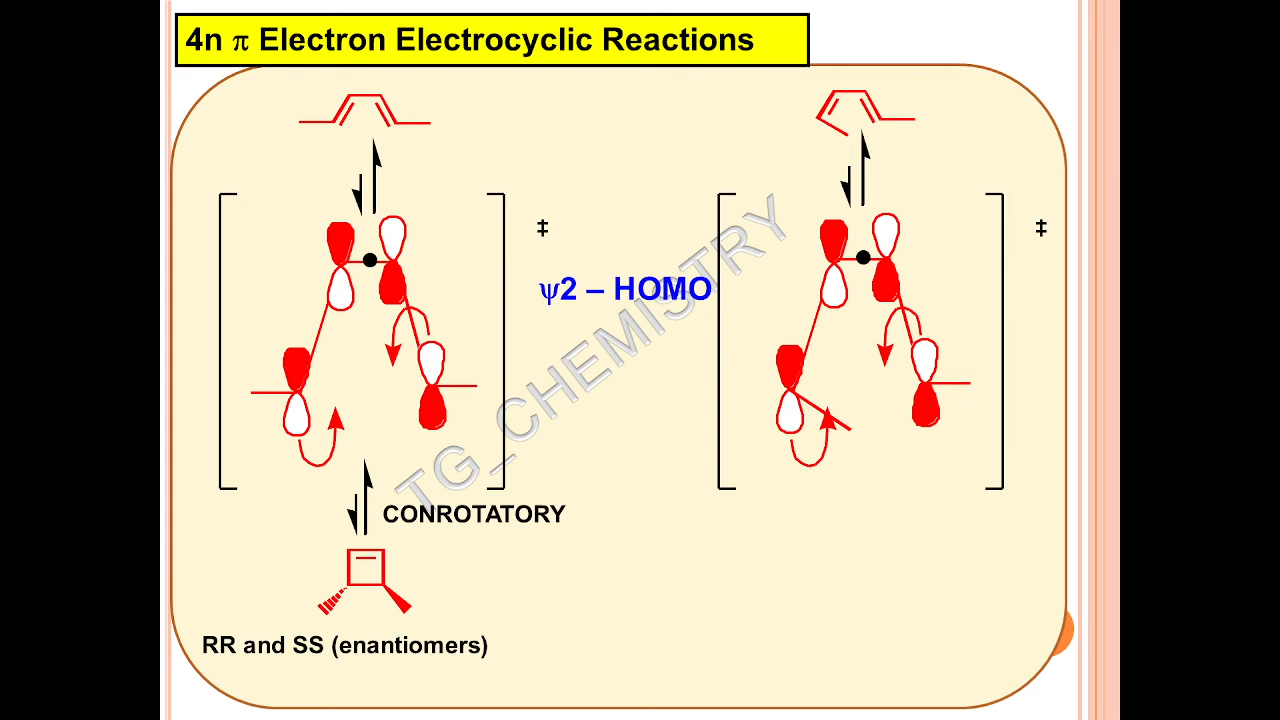 4n π Electron Electrocyclic Reactions
‡
‡
ψ2 – HOMO
TG_CHEMISTRY
CONROTATORY
RR and SS (enantiomers)